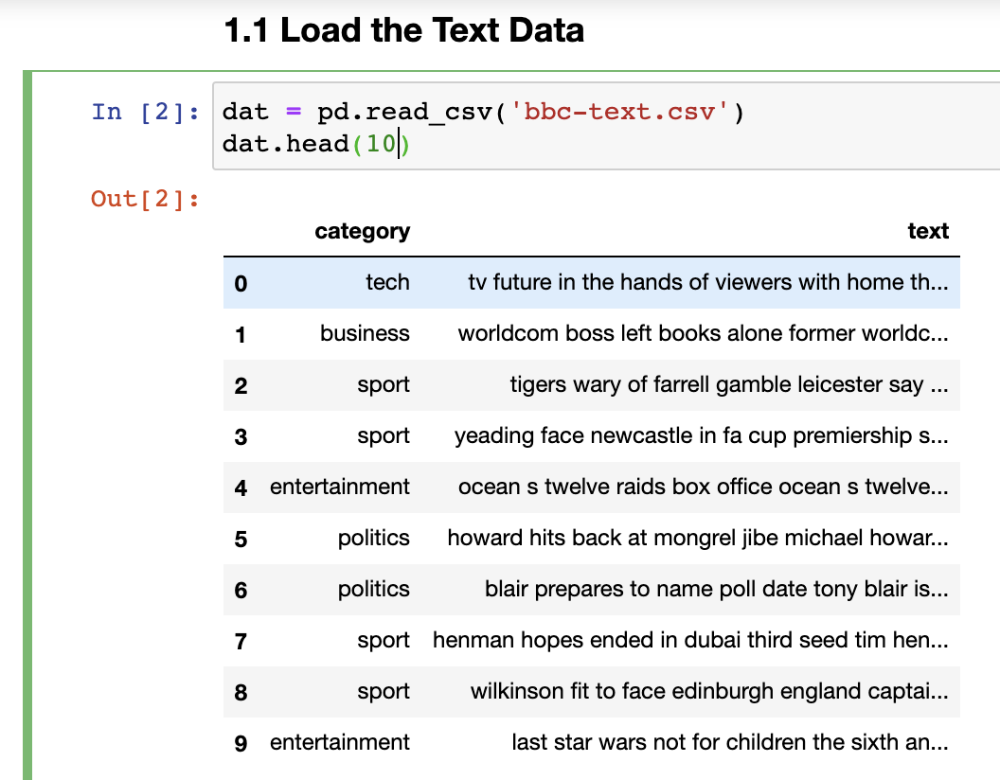 1.1 Load the Text Data
In [2]: dat = pd.read_csv('bbc-text.csv')
dat.head(10)
Out[2]:
category text
0 tech tv future in the hands of viewers with home th...
1 business worldcom boss left books alone former worldc...
2 sport tigers wary of farrell gamble leicester say ...
3 sport yeading face newcastle in fa cup premiership s...
4 entertainment ocean s twelve raids box office ocean s twelve...
5 politics howard hits back at mongrel jibe michael howar...
6 politics blair prepares to name poll date tony blair is...
7 sport henman hopes ended in dubai third seed tim hen...
8 sport wilkinson fit to face edinburgh england captai...
9 entertainment last star wars not for children the sixth an...